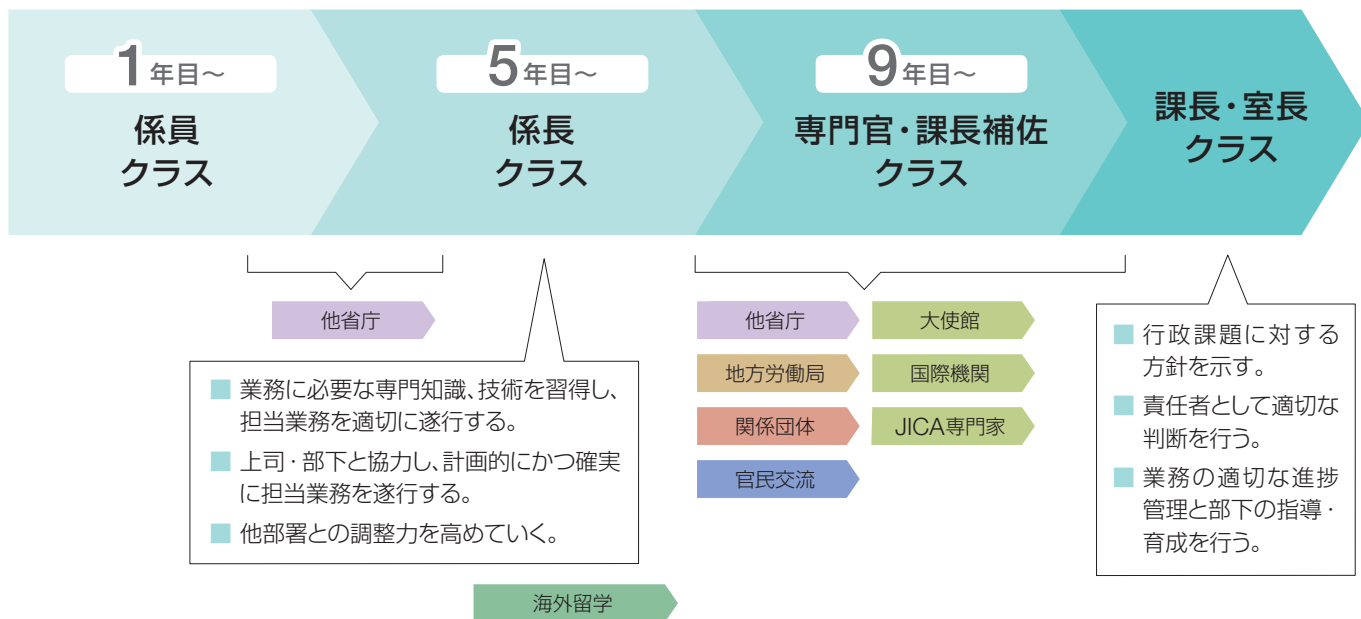 1年目〜
係員
クラス
5年目〜
係長
クラス
9年目〜
専門官・課長補佐
クラス
課長・室長
クラス
他省庁
■ 業務に必要な専門知識、技術を習得し、
担当業務を適切に遂行する。
■ 上司・部下と協力し、計画的にかつ確実
に担当業務を遂行する。
■ 他部署との調整力を高めていく。
海外留学
他省庁
大使館
地方労働局
国際機関
関係団体
JICA専門家
官民交流
■ 行政課題に対する
方針を示す。
■ 責任者として適切な
判断を行う。
■ 業務の適切な進捗
管理と部下の指導・
育成を行う。